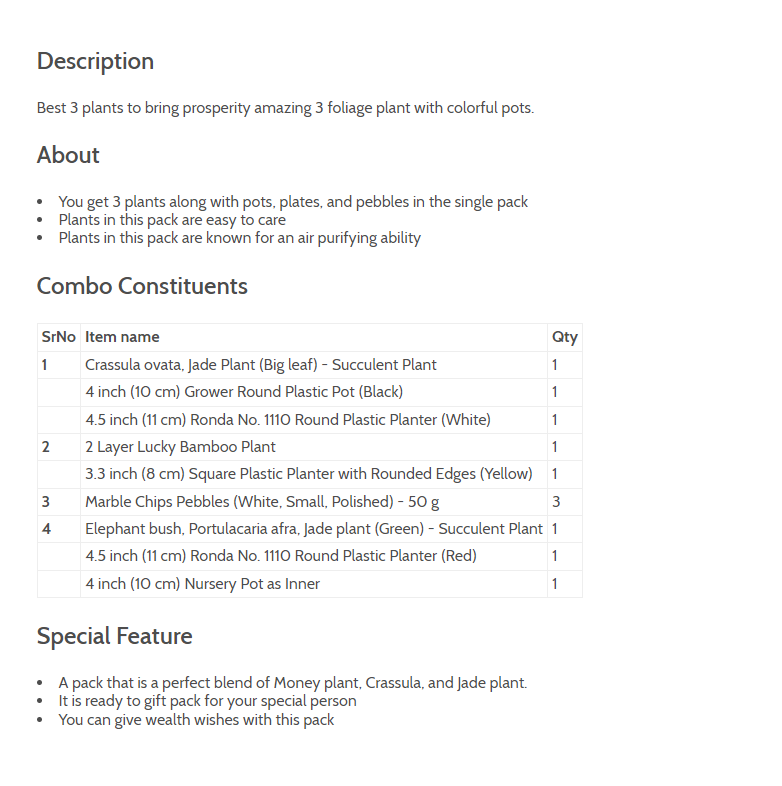 Description
Best 3 plants to bring prosperity amazing 3 foliage plant with colorful pots.
About
• You get 3 plants along with pots, plates, and pebbles in the single pack
• Plants in this pack are easy to care
• Plants in this pack are known for an air purifying ability
Combo Constituents
SrNo Item name Qty
1 Crassula ovata, Jade Plant (Big leaf) - Succulent Plant 1
4 inch (10 cm) Grower Round Plastic Pot (Black) 1
4.5 inch (11 cm) Ronda No. 1110 Round Plastic Planter (White) 1
2 2 Layer Lucky Bamboo Plant 1
3.3 inch (8 cm) Square Plastic Planter with Rounded Edges (Yellow) 1
3 Marble Chips Pebbles (White, Small, Polished) - 50 g 3
4 Elephant bush, Portulacaria afra, Jade plant (Green) - Succulent Plant 1
4.5 inch (11 cm) Ronda No. 1110 Round Plastic Planter (Red) 1
4 inch (10 cm) Nursery Pot as Inner 1
Special Feature
• A pack that is a perfect blend of Money plant, Crassula, and Jade plant.
• It is ready to gift pack for your special person
• You can give wealth wishes with this pack